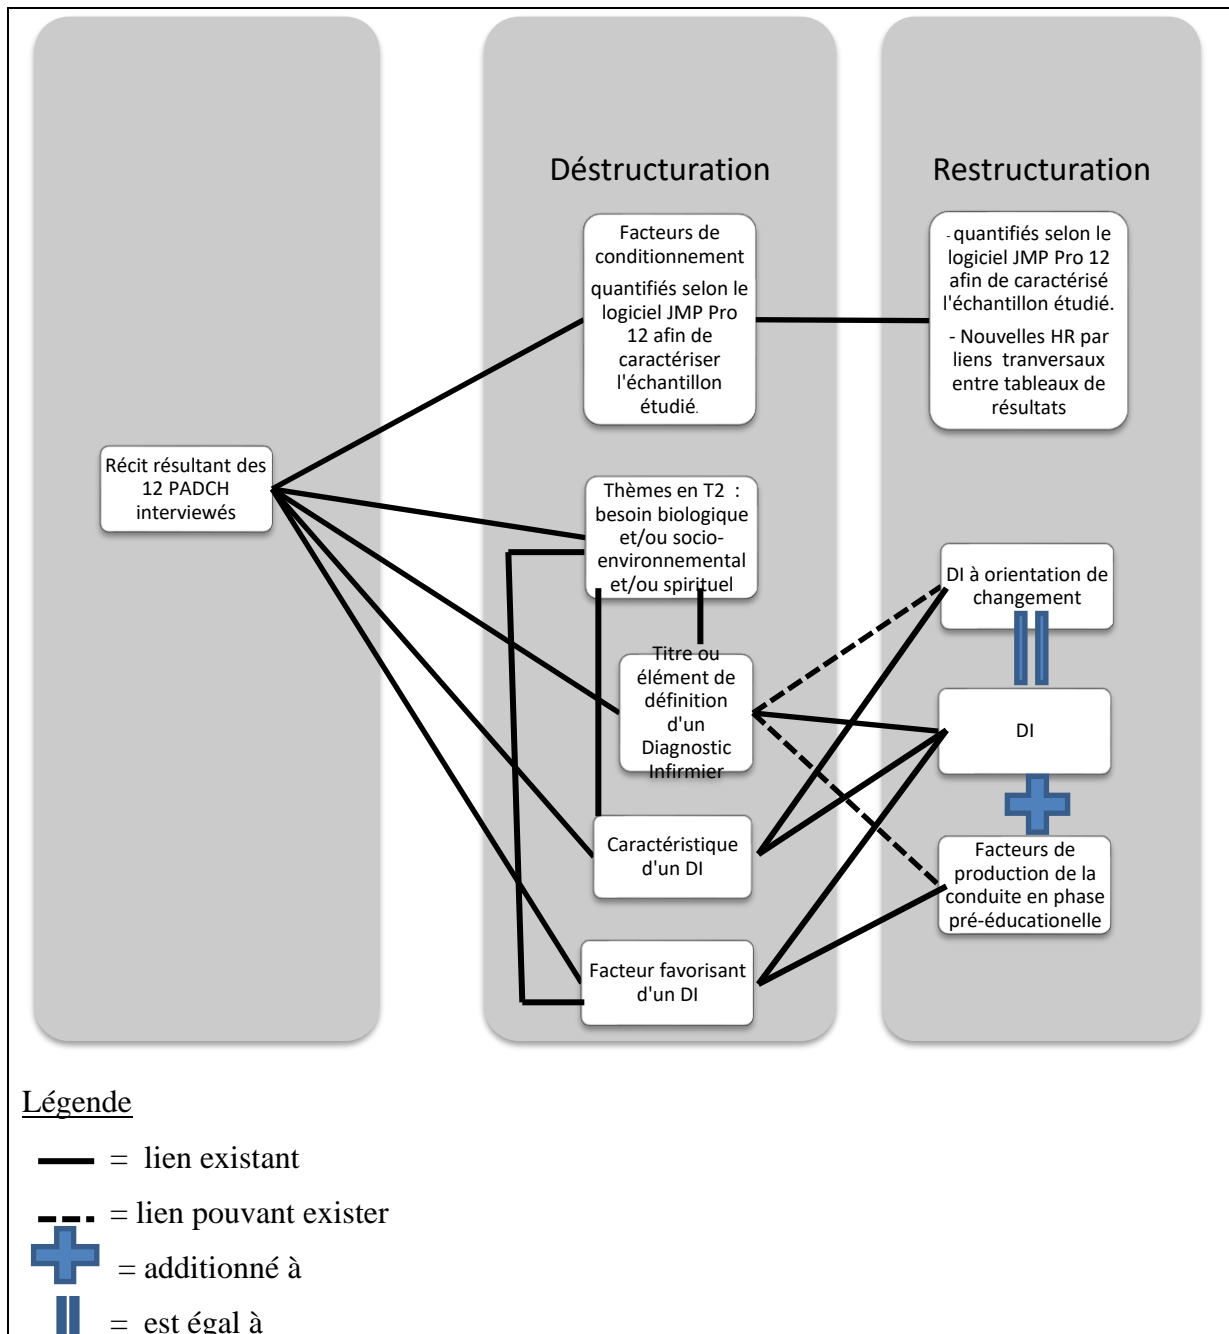 Déstructuration
Restructuration
Récit résultant des
12 PADCH
interviewés
Facteurs de
conditionnement
quantifiés selon le
logiciel JMP Pro
12 afin de
caractériser
l'échantillon
étudié.
Thèmes en T2 :
besoin biologique
et/ou socio-
environnemental
et/ou spirituel
Titre ou
élément de
définition
d'un
Diagnostic
Infirmier
Caractéristique
d'un DI
Facteur favorisant
d'un DI
- quantifiés selon le
logiciel JMP Pro 12
afin de caractérisé
l'échantillon étudié.
- Nouvelles HR par
liens tranversaux
entre tableaux de
résultats
DI à orientation de
changement
DI
Facteurs de
production de la
conduite en phase
pré-éducationelle
Légende
= lien existant
= lien pouvant exister
= additionné à
= est égal à